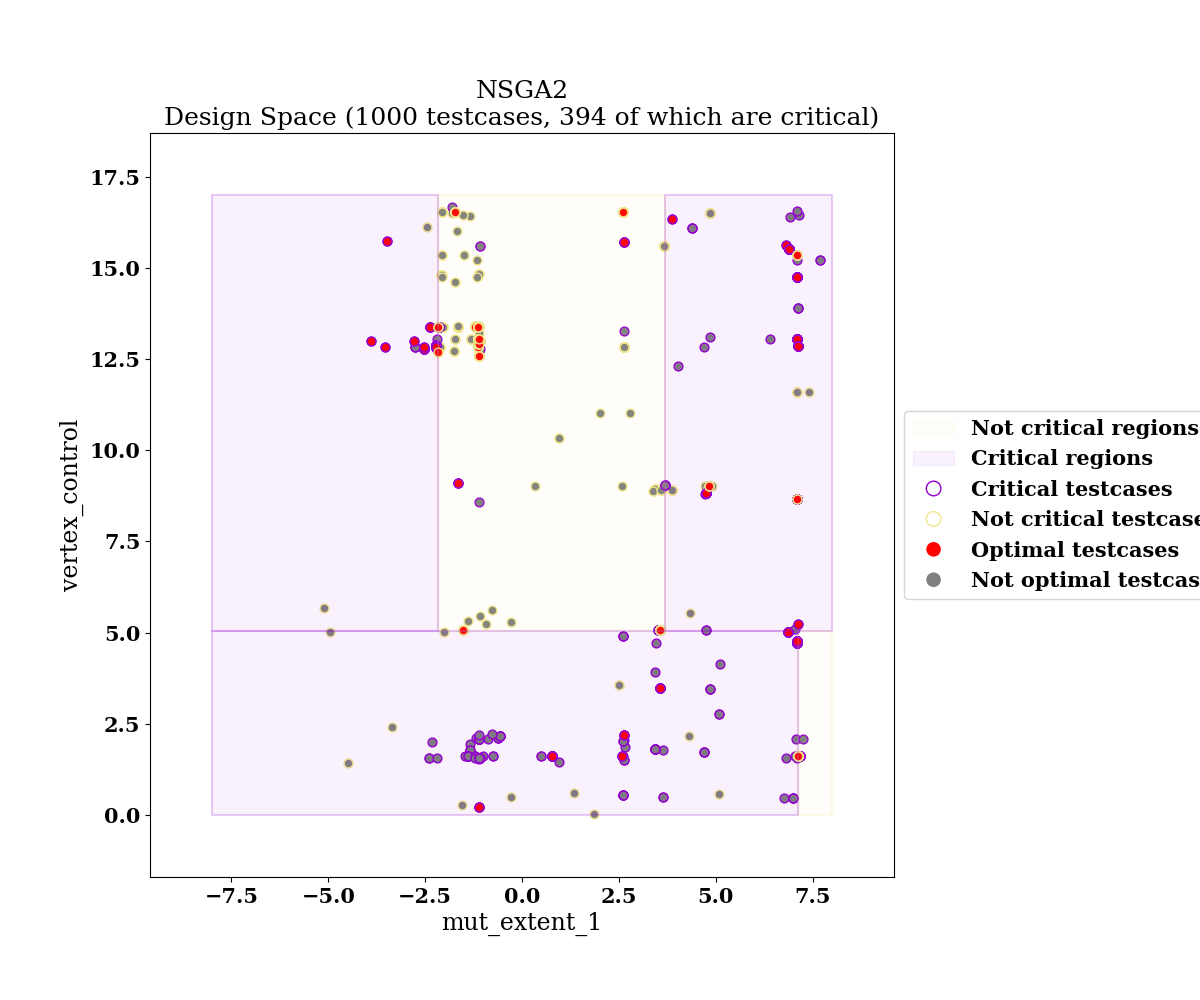 NSGA2
Design Space (1000 testcases, 394 of which are critical)
17.5
15.0
12.5
10.0
7.5
5.0
2.5
0.0
vertex_control
−7.5
−5.0
−2.5
0.0
2.5
5.0
7.5
mut_extent_1
Not critical regions
Critical regions
Critical testcases
Not critical testcase
Optimal testcases
Not optimal testcas